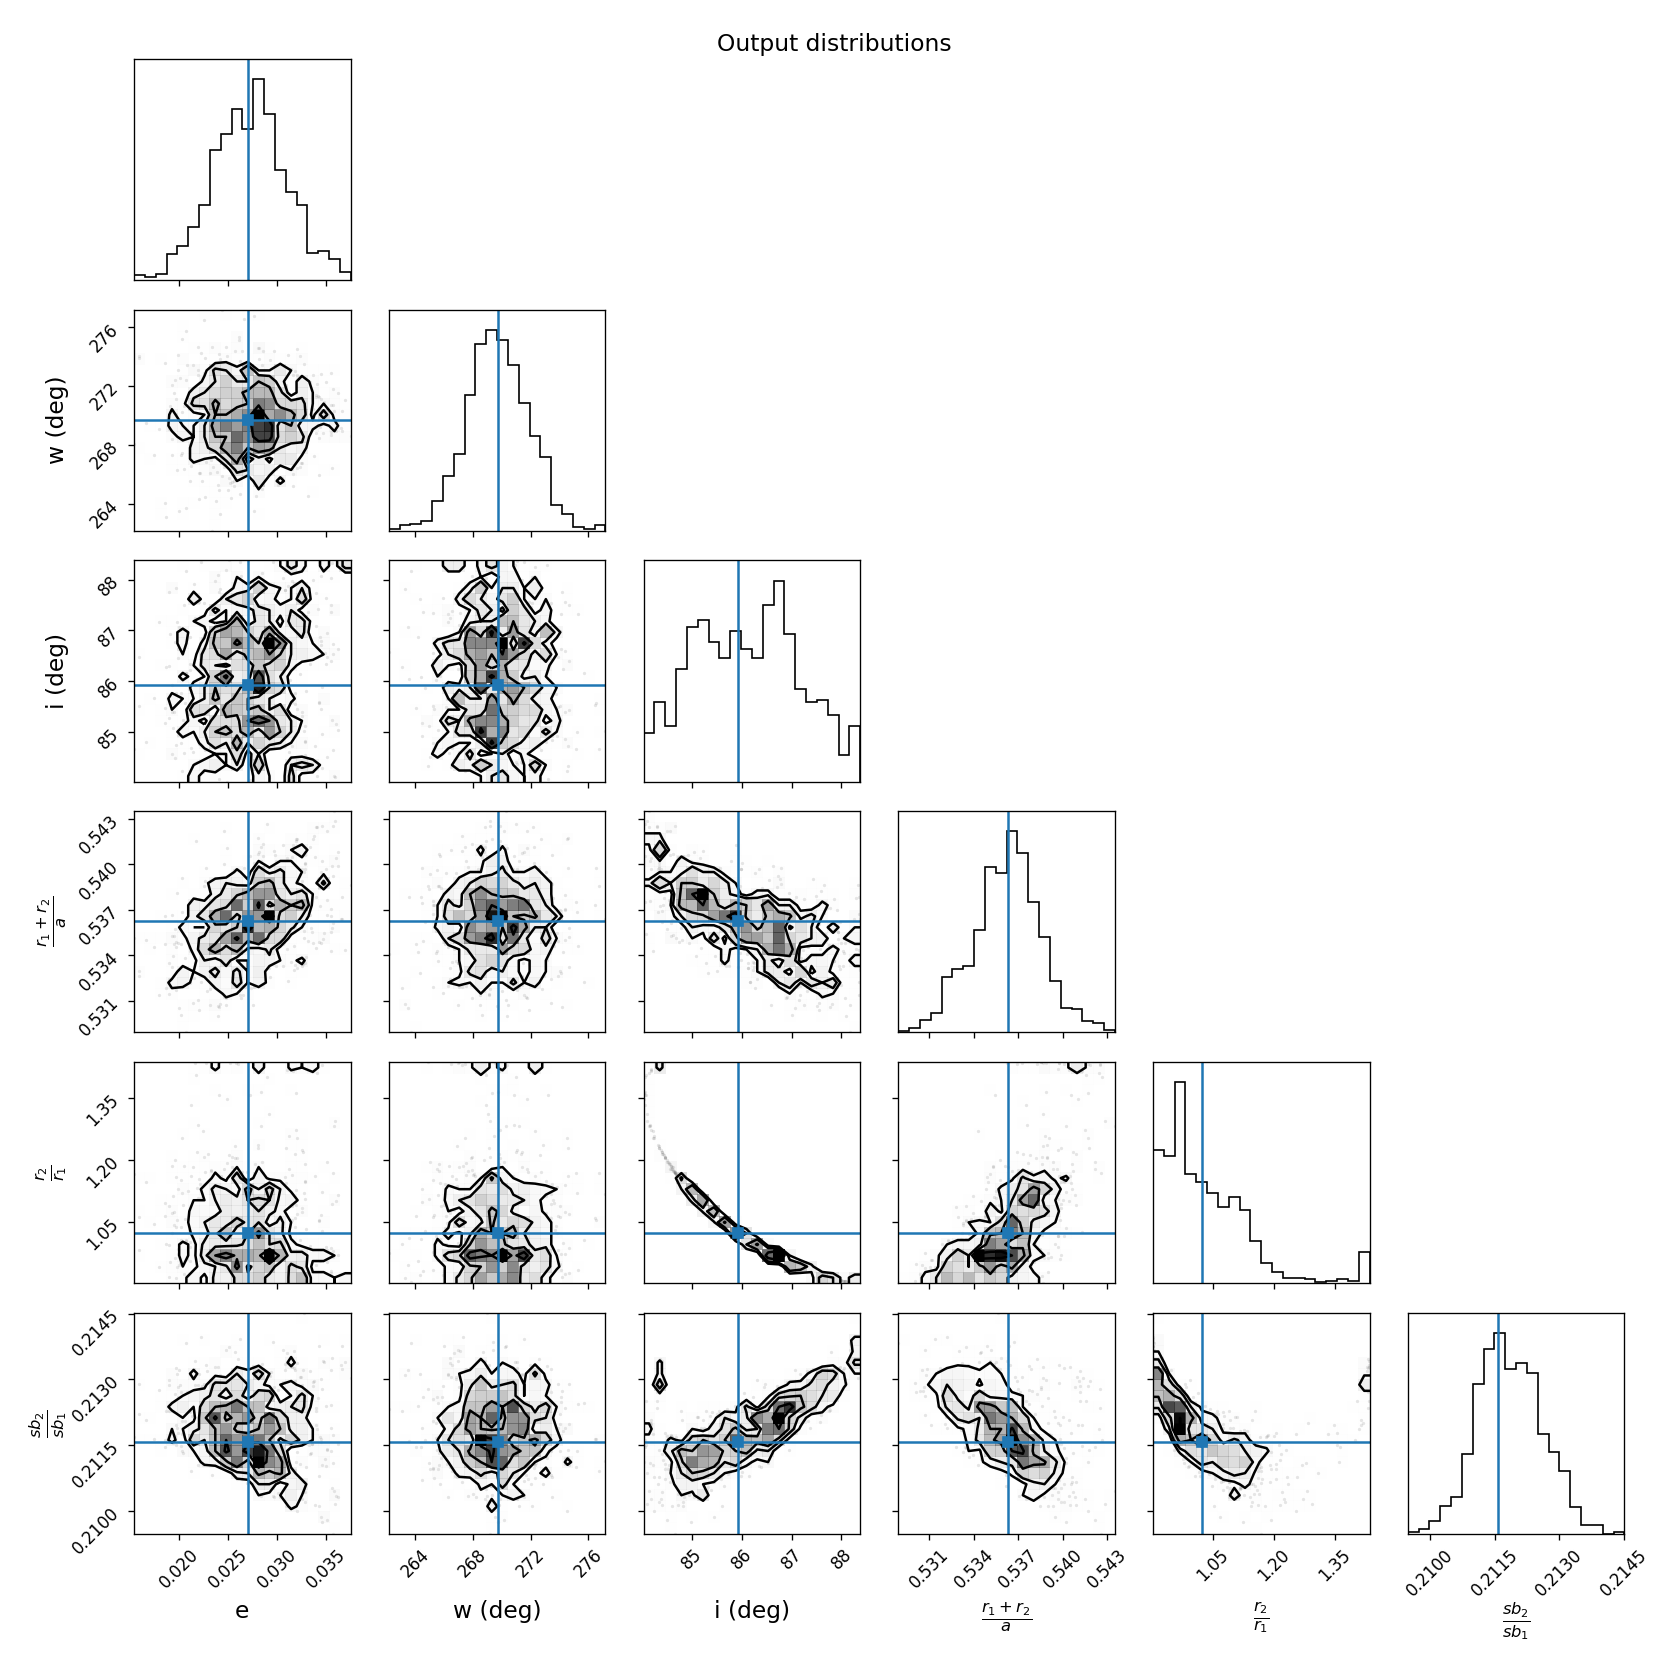 Output distributions
276
272
268
264
w (deg)
88
87
86
85
i (deg)
0.543
0.540
0.537
0.534
0.531
r₁ + r₂
a
1.35
1.20
1.05
r₂
r₁
0.2145
0.2130
0.2115
0.2100
sb₂
sb₁
0.020 0.025 0.030 0.035 264 268 272 276 85 86 87 88 0.531 0.534 0.537 0.540 0.543 1.05 1.20 1.35 0.2100 0.2115 0.2130 0.2145
e w (deg) i (deg)
r₁ + r₂
a
r₂
r₁
sb₂
sb₁